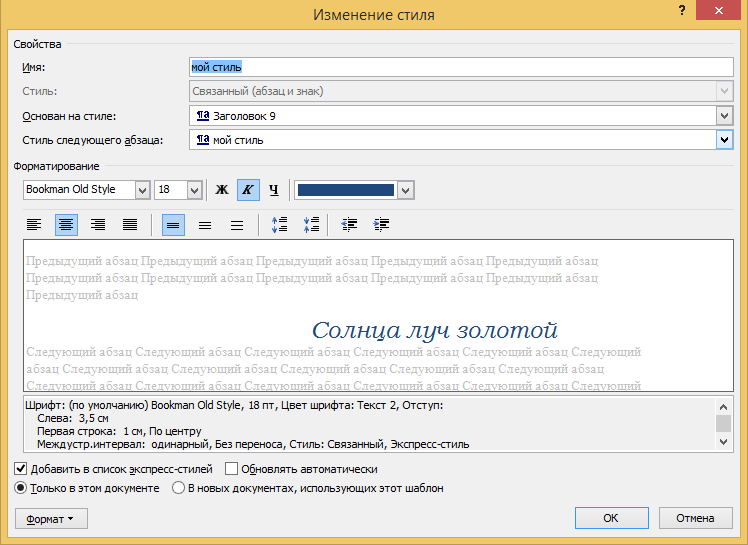 Изменение стиля
?
Свойства
Имя: мой стиль
Стиль: Связанный (абзац и знак)
Основан на стиле: ¶a Заголовок 9
Стиль следующего абзаца: ¶a мой стиль
Форматирование
Bookman Old Style 18 Ж К Ч
Предыдущий абзац Предыдущий абзац Предыдущий абзац Предыдущий абзац Предыдущий абзац
Предыдущий абзац Предыдущий абзац Предыдущий абзац Предыдущий абзац Предыдущий абзац
Предыдущий абзац
Солнца луч золотой
Следующий абзац Следующий абзац Следующий абзац Следующий абзац Следующий абзац Следующий
абзац Следующий абзац Следующий абзац Следующий абзац Следующий абзац Следующий абзац
Следующий абзац Следующий абзац Следующий абзац Следующий абзац Следующий абзац Следующий
Шрифт: (по умолчанию) Bookman Old Style, 18 пт, Цвет шрифта: Текст 2, Отступ:
Слева: 3,5 см
Первая строка: 1 см, По центру
Междустр.интервал: одинарный, Без переноса, Стиль: Связанный, Экспресс-стиль
Добавить в список экспресс-стилей Обновлять автоматически
Только в этом документе В новых документах, использующих этот шаблон
Формат ОК Отмена